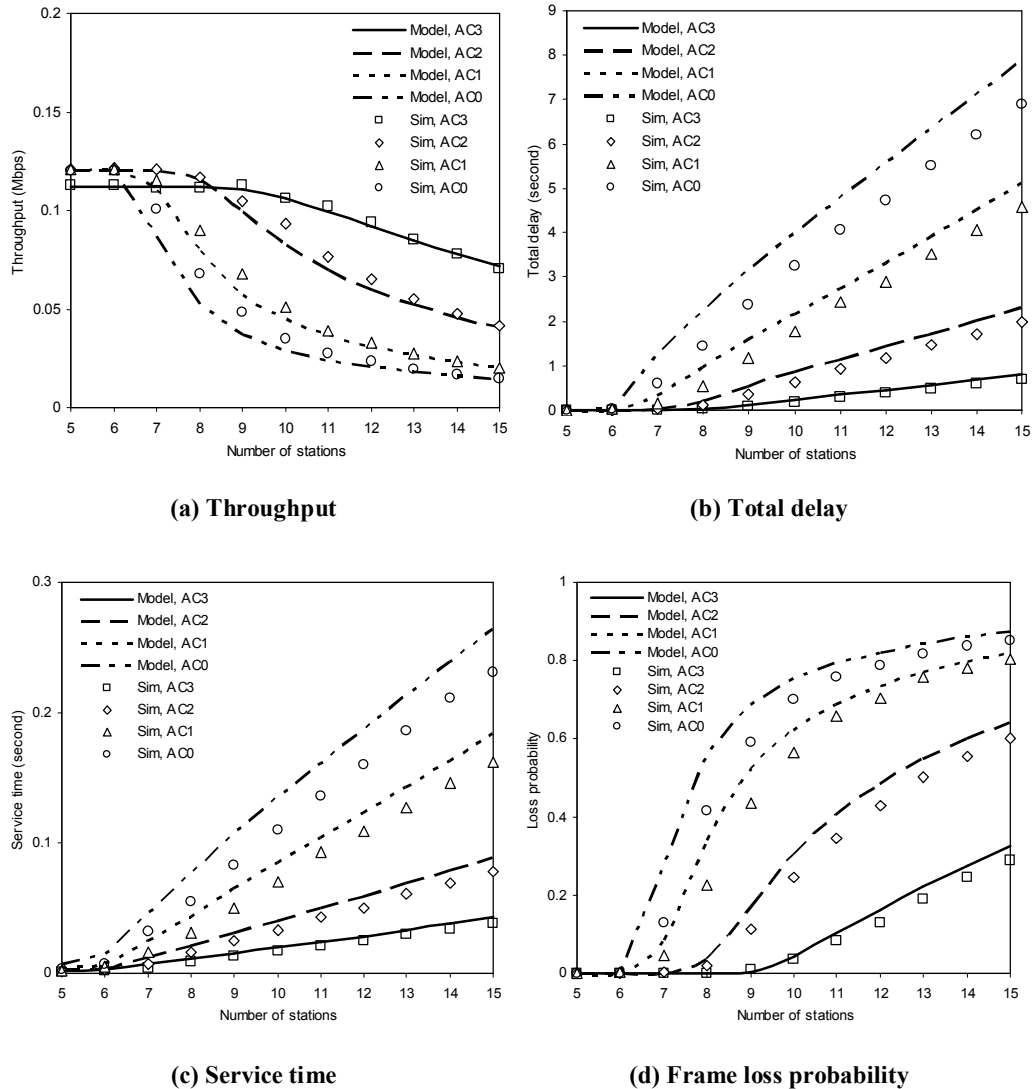 0.2
0.15
0.1
0.05
0
Throughput (Mbps)
Model, AC3
Model, AC2
Model, AC1
Model, AC0
Sim, AC3
Sim, AC2
Sim, AC1
Sim, AC0
5 6 7 8 9 10 11 12 13 14 15
Number of stations
(a) Throughput
9
8
7
6
5
4
3
2
1
0
Total delay (second)
Model, AC3
Model, AC2
Model, AC1
Model, AC0
Sim, AC3
Sim, AC2
Sim, AC1
Sim, AC0
5 6 7 8 9 10 11 12 13 14 15
Number of stations
(b) Total delay
0.3
0.2
0.1
0
Service time (second)
Model, AC3
Model, AC2
Model, AC1
Model, AC0
Sim, AC3
Sim, AC2
Sim, AC1
Sim, AC0
5 6 7 8 9 10 11 12 13 14 15
Number of stations
(c) Service time
1
0.8
0.6
0.4
0.2
0
Loss probability
Model, AC3
Model, AC2
Model, AC1
Model, AC0
Sim, AC3
Sim, AC2
Sim, AC1
Sim, AC0
5 6 7 8 9 10 11 12 13 14 15
Number of stations
(d) Frame loss probability